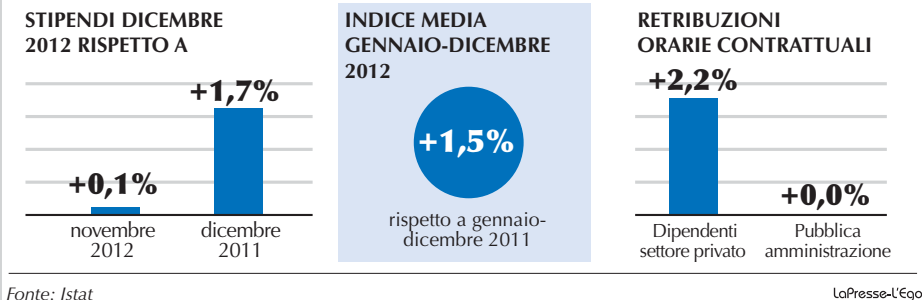 STIPENDI DICEMBRE
2012 RISPETTO A
+0,1%
+1,7%
novembre
2012
dicembre
2011
INDICE MEDIA
GENNAIO-DICEMBRE
2012
+1,5%
rispetto a gennaio-
dicembre 2011
RETRIBUZIONI
ORARIE CONTRATTUALI
+2,2%
+0,0%
Dipendenti
settore privato
Pubblica
amministrazione
Fonte: Istat
LaPresse-L'Ego